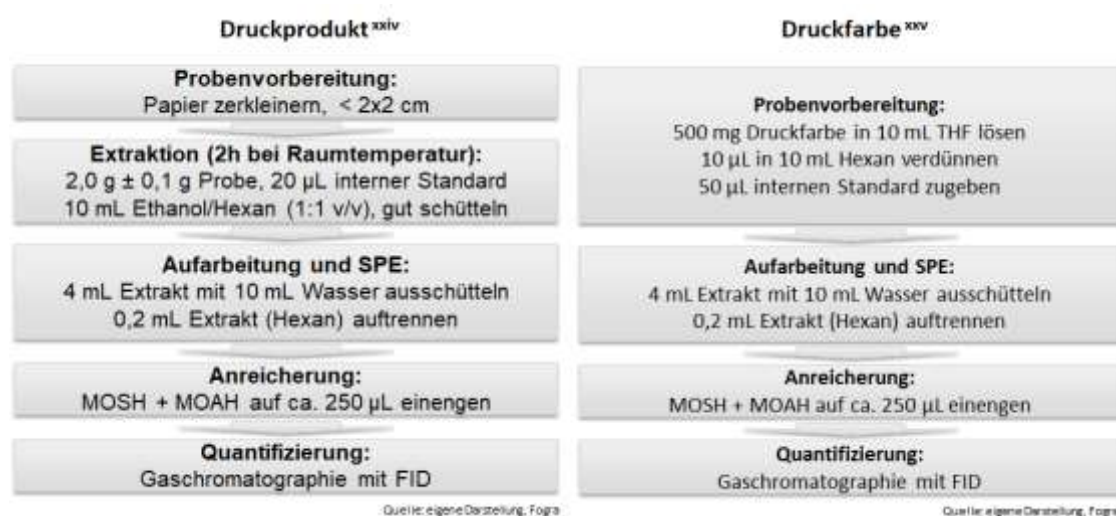 Druckprodukt xxiv
Probenvorbereitung:
Papier zerkleinern, < 2x2 cm
Extraktion (2h bei Raumtemperatur):
2,0 g ± 0,1 g Probe, 20 µL interner Standard
10 mL Ethanol/Hexan (1:1 v/v), gut schütteln
Aufarbeitung und SPE:
4 mL Extrakt mit 10 mL Wasser ausschütteln
0,2 mL Extrakt (Hexan) auftrennen
Anreicherung:
MOSH + MOAH auf ca. 250 µL einengen
Quantifizierung:
Gaschromatographie mit FID
Quelle: eigene Darstellung, Fogra
Druckfarbe xxv
Probenvorbereitung:
500 mg Druckfarbe in 10 mL THF lösen
10 µL in 10 mL Hexan verdünnen
50 µL internen Standard zugeben
Aufarbeitung und SPE:
4 mL Extrakt mit 10 mL Wasser ausschütteln
0,2 mL Extrakt (Hexan) auftrennen
Anreicherung:
MOSH + MOAH auf ca. 250 µL einengen
Quantifizierung:
Gaschromatographie mit FID
Quelle: eigene Darstellung, Fogra